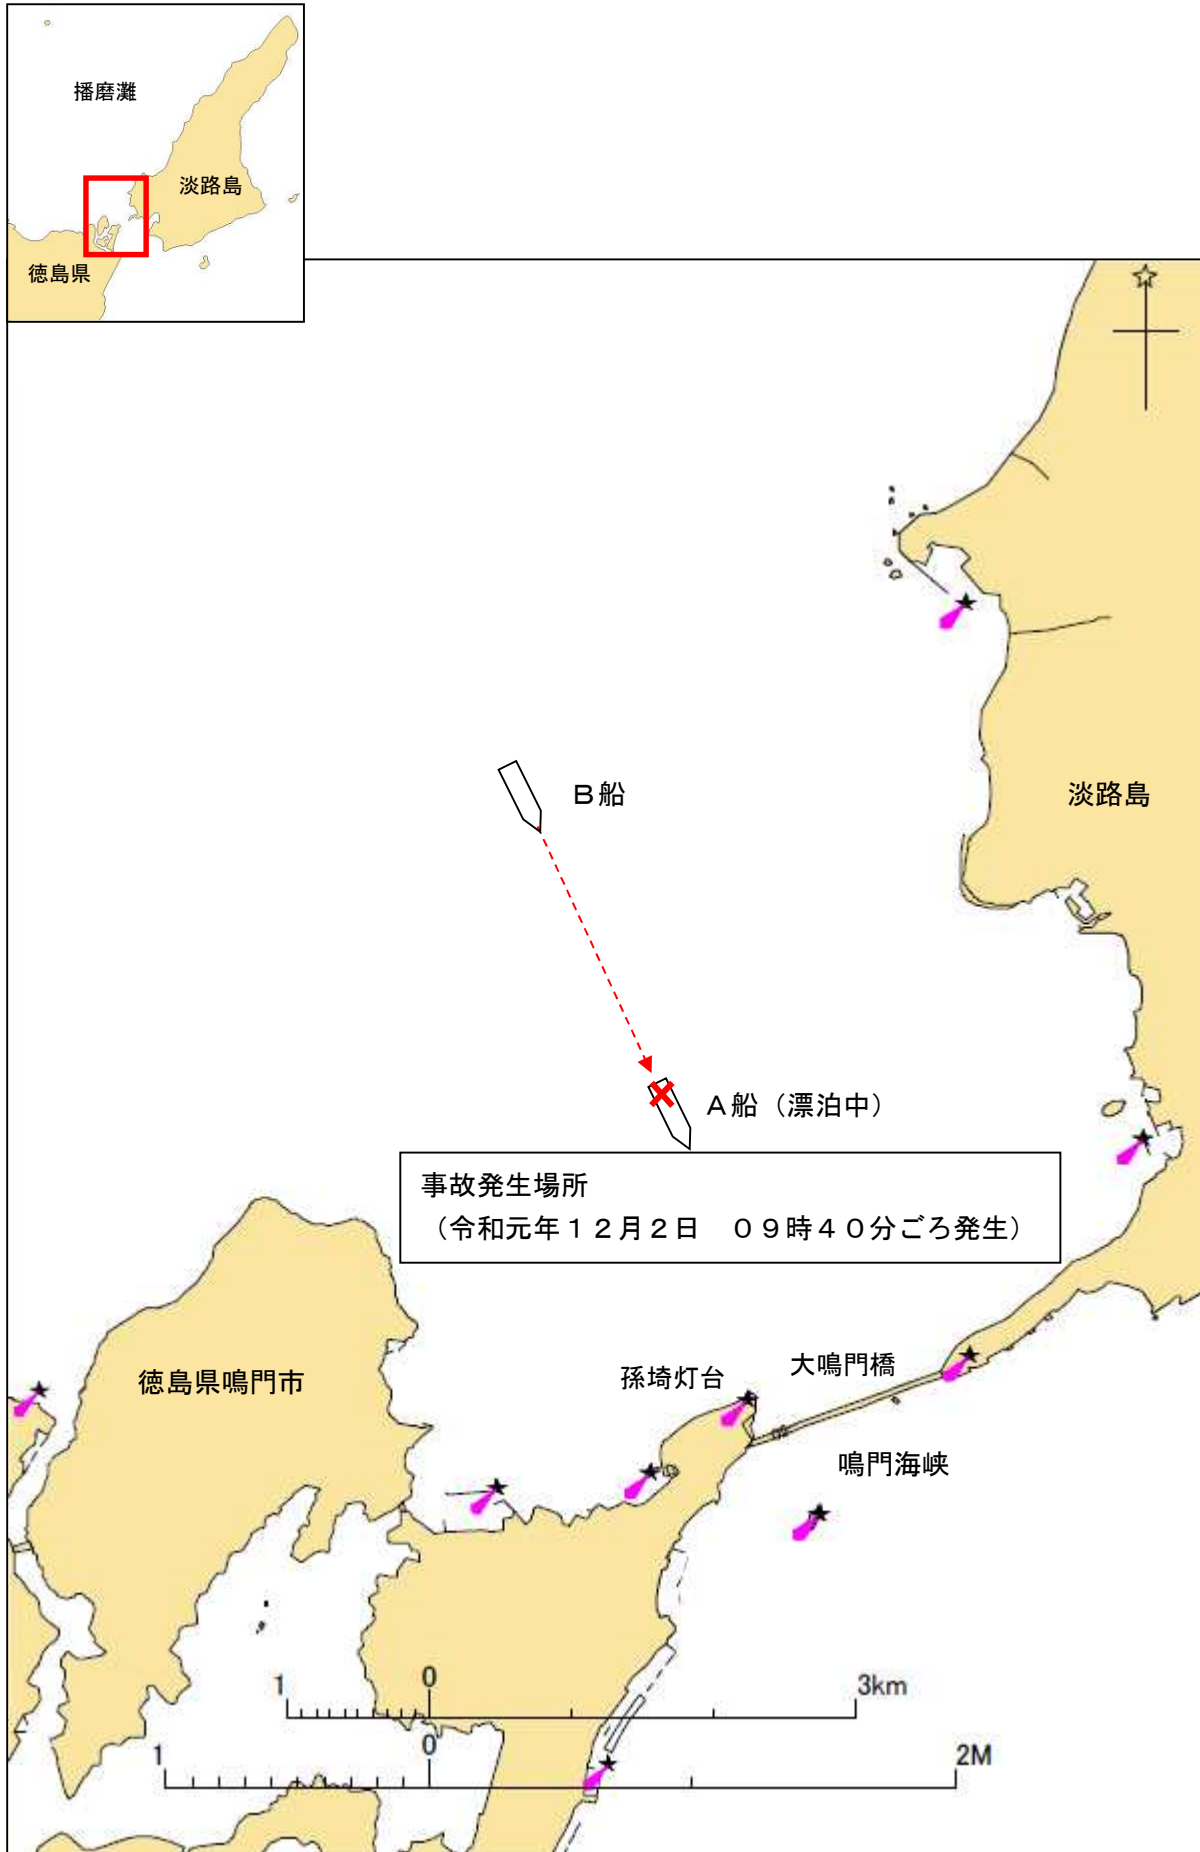 播磨灘
淡路島
徳島県
B船
淡路島
A船(漂泊中)
事故発生場所
(令和元年12月2日 09時40分ごろ発生)
大鳴門橋
孫埼灯台
徳島県鳴門市
鳴門海峡
1 0 3km
1 0 2M